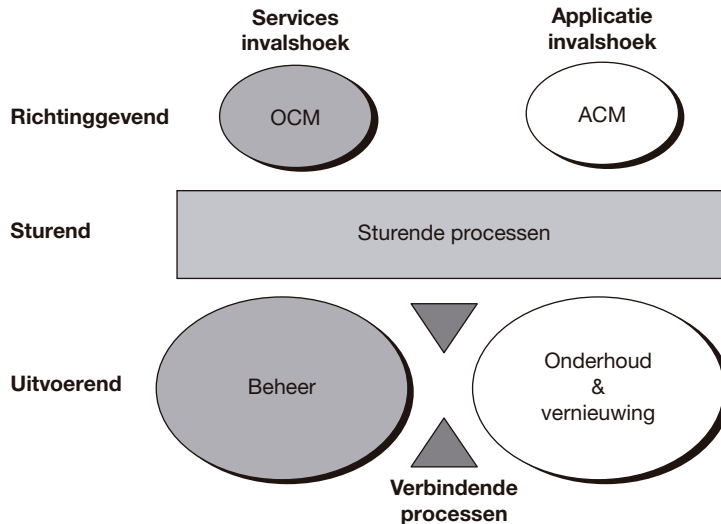 Services
invalshoek
Applicatie
invalshoek
Richtinggevend
OCM
ACM
Sturend
Sturende processen
Uitvoerend
Beheer
Onderhoud
&
vernieuwing
Verbindende
processen